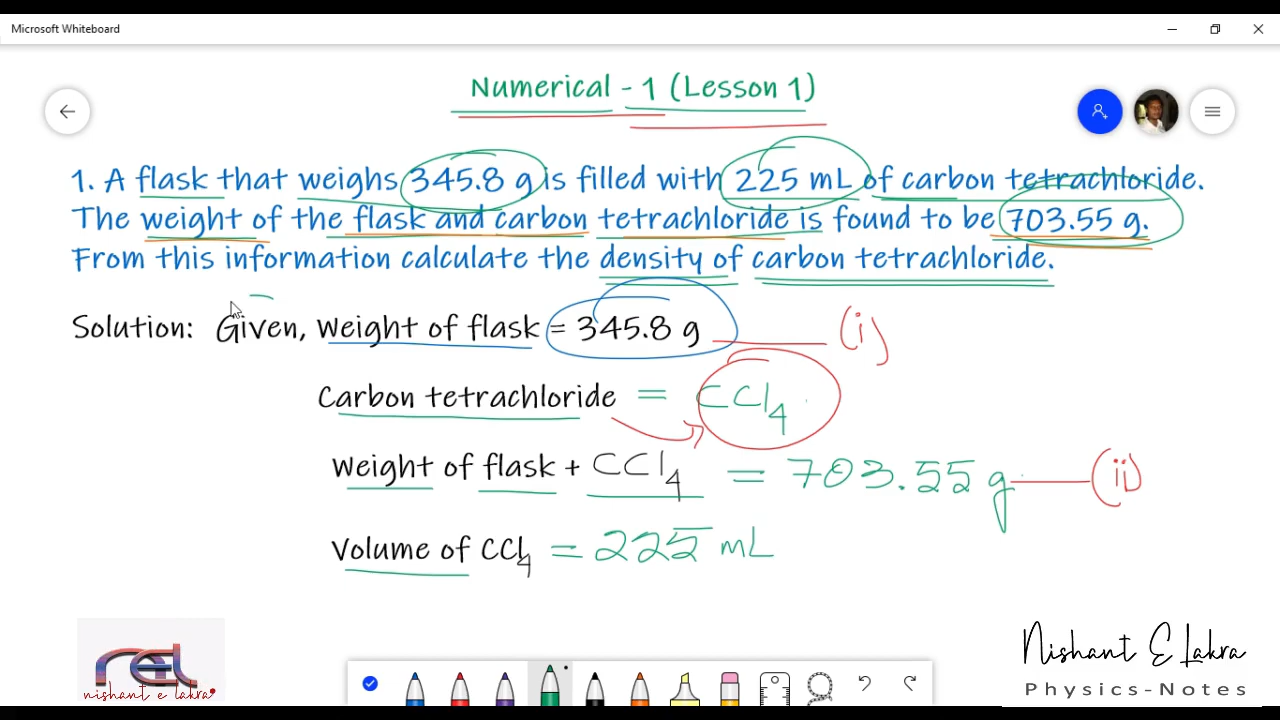 Microsoft Whiteboard
Numerical - 1 (Lesson 1)
1. A flask that weighs 345.8 g is filled with 225 mL of carbon tetrachloride.
The weight of the flask and carbon tetrachloride is found to be 703.55 g.
From this information calculate the density of carbon tetrachloride.
Solution: Given, Weight of flask = 345.8 g (i)
Carbon tetrachloride = CCl4
Weight of flask + CCl4 = 703.55 g (ii)
Volume of CCl4 = 225 mL
nel
nishant e lakra
Nishant E Lakra
Physics-Notes